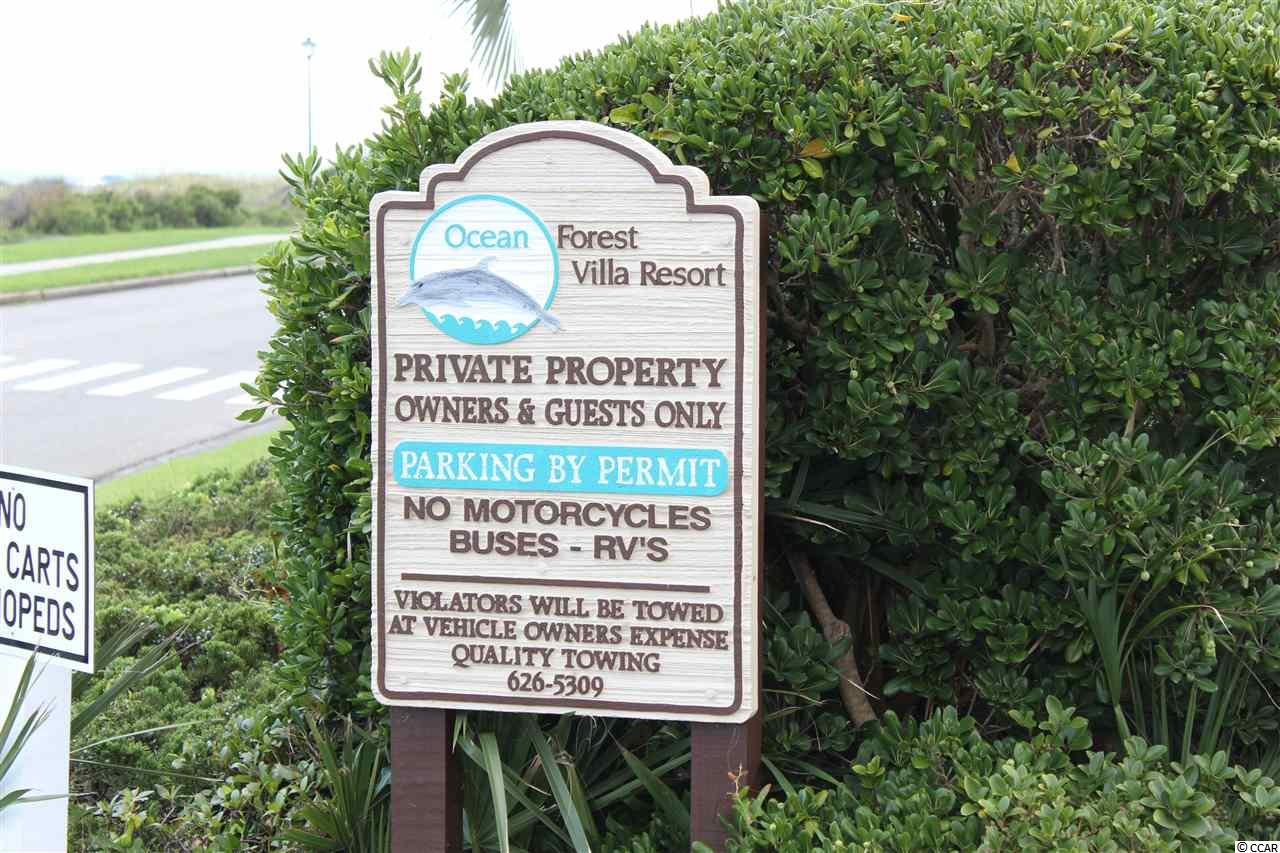 Ocean Forest
Villa Resort
PRIVATE PROPERTY
OWNERS & GUESTS ONLY
PARKING BY PERMIT
NO MOTORCYCLES
BUSES - RV'S
VIOLATORS WILL BE TOWED
AT VEHICLE OWNERS EXPENSE
QUALITY TOWING
626-5309
NO
CARTS
OPEDS
© CCAR